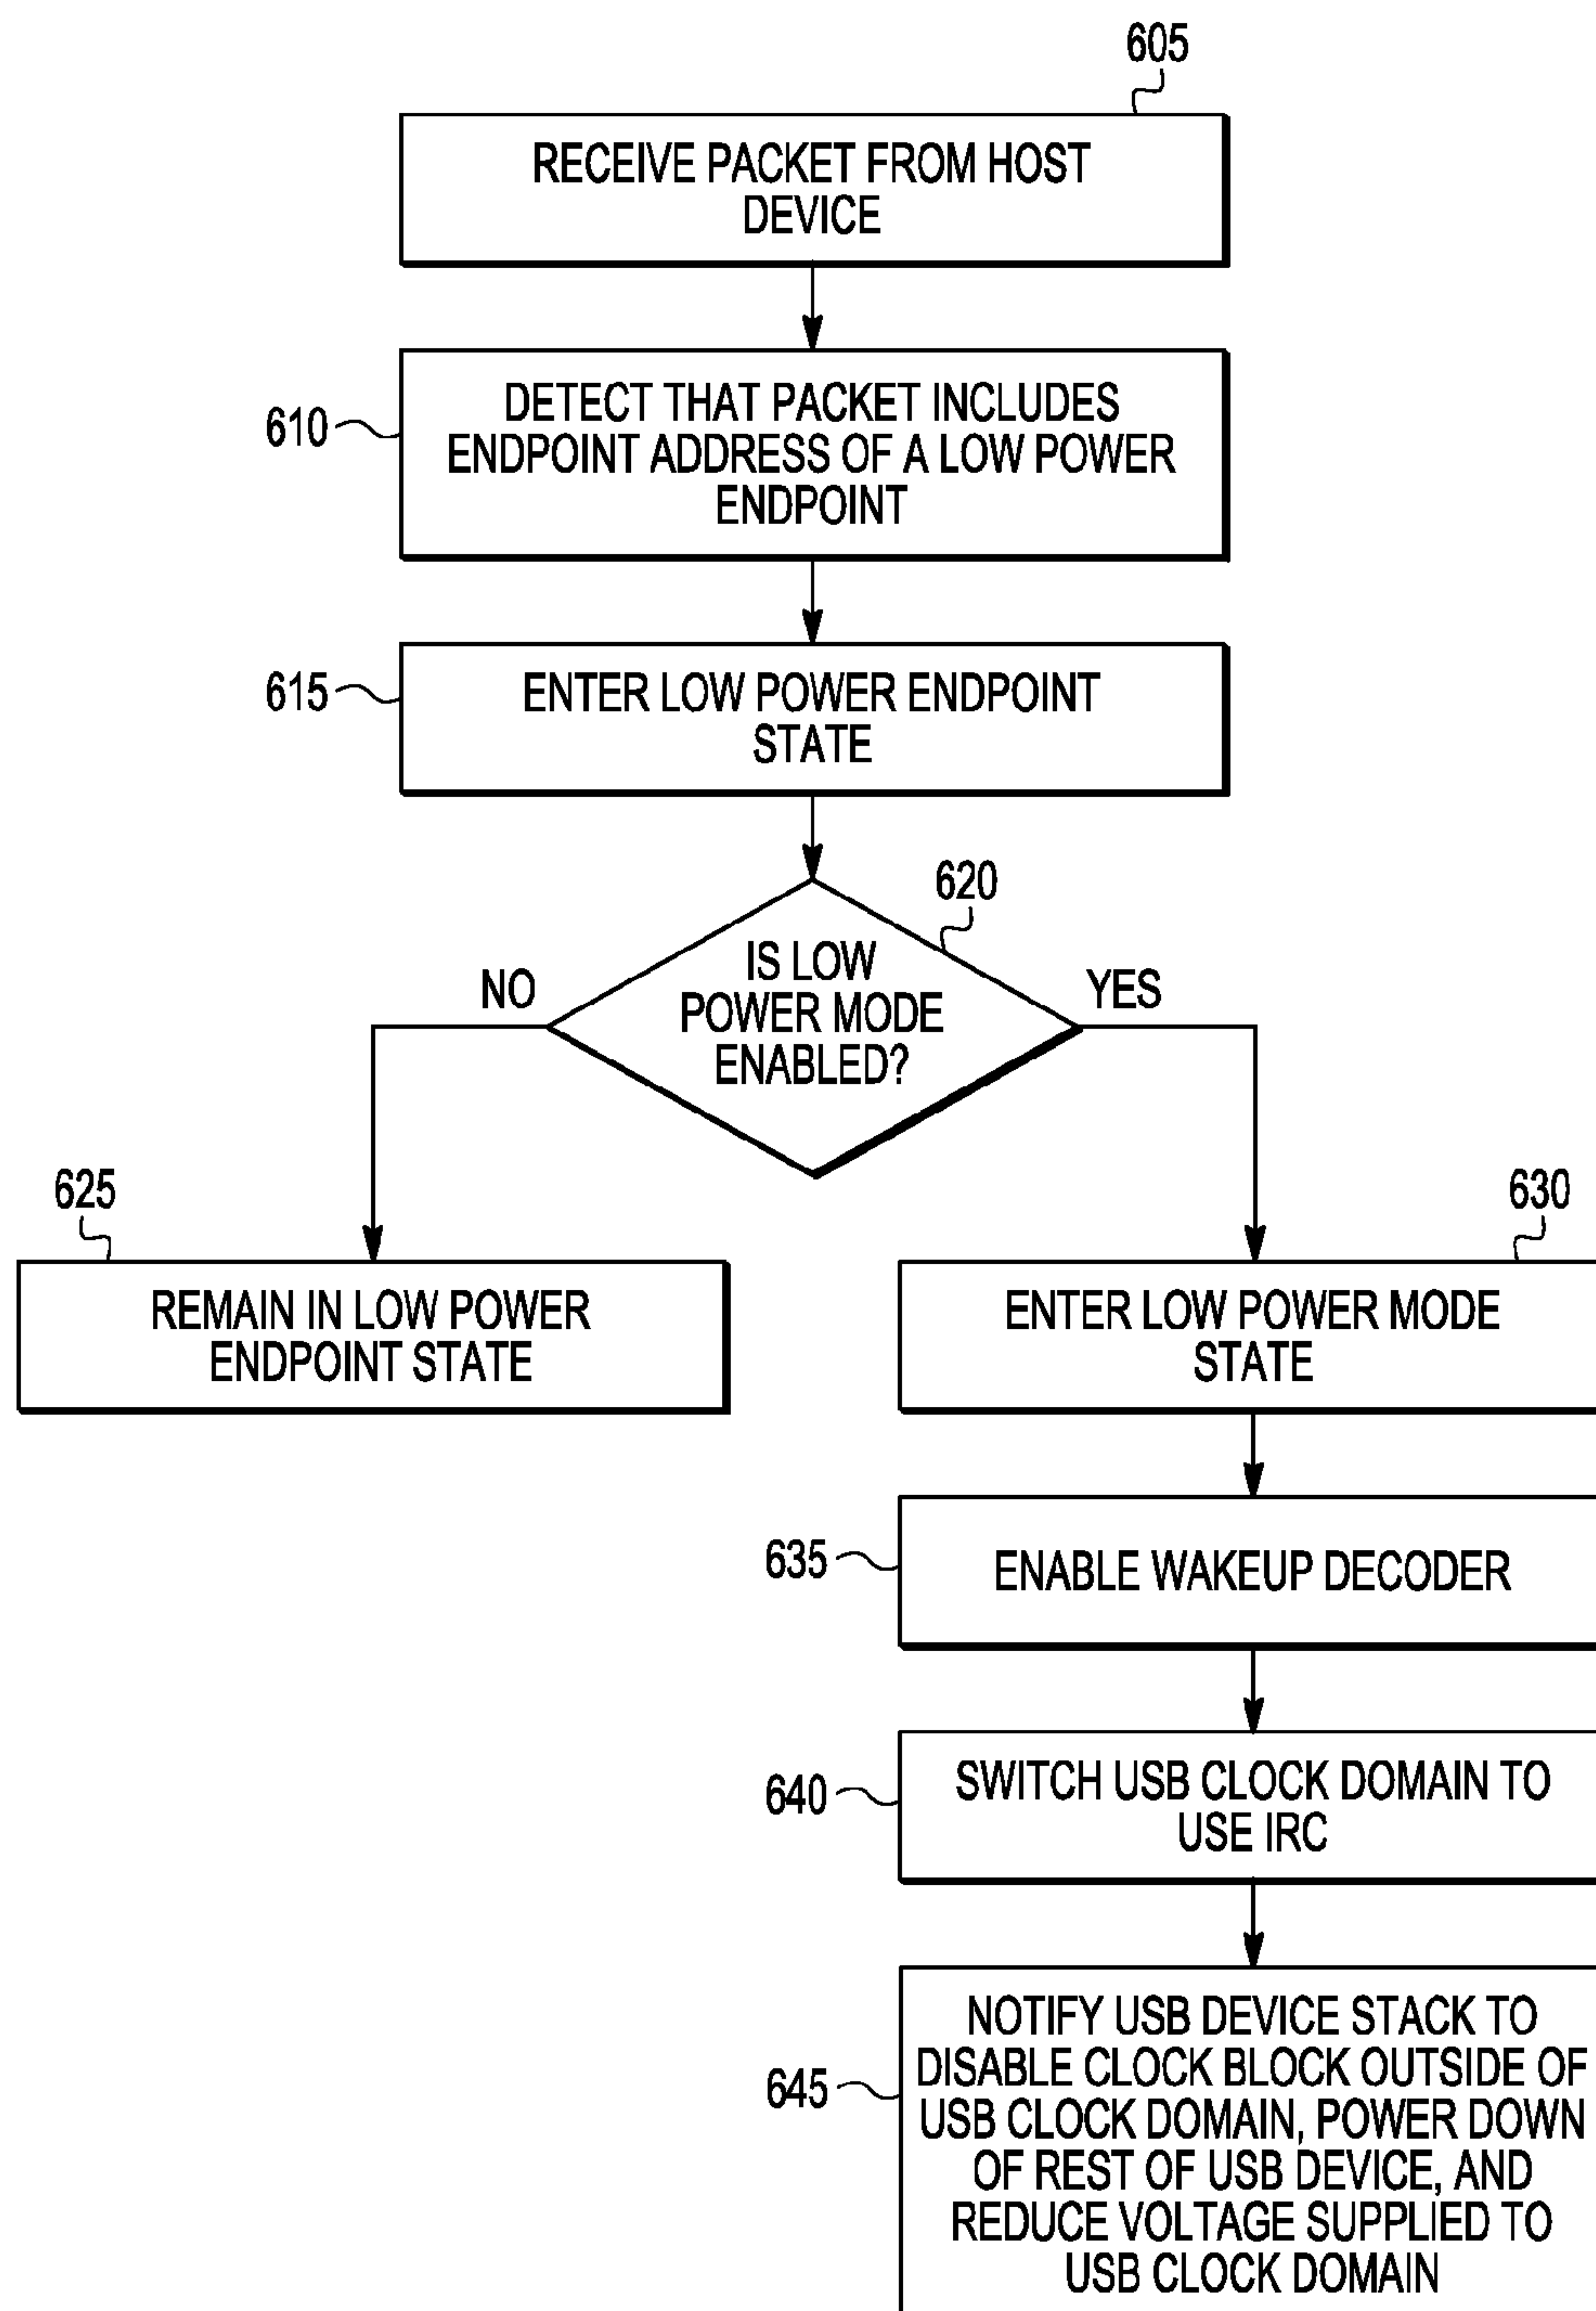 605
RECEIVE PACKET FROM HOST
DEVICE
610
DETECT THAT PACKET INCLUDES
ENDPOINT ADDRESS OF A LOW POWER
ENDPOINT
615
ENTER LOW POWER ENDPOINT
STATE
620
IS LOW
POWER MODE
ENABLED?
NO
YES
625
REMAIN IN LOW POWER
ENDPOINT STATE
630
ENTER LOW POWER MODE
STATE
635
ENABLE WAKEUP DECODER
640
SWITCH USB CLOCK DOMAIN TO
USE IRC
645
NOTIFY USB DEVICE STACK TO
DISABLE CLOCK BLOCK OUTSIDE OF
USB CLOCK DOMAIN, POWER DOWN
OF REST OF USB DEVICE, AND
REDUCE VOLTAGE SUPPLIED TO
USB CLOCK DOMAIN